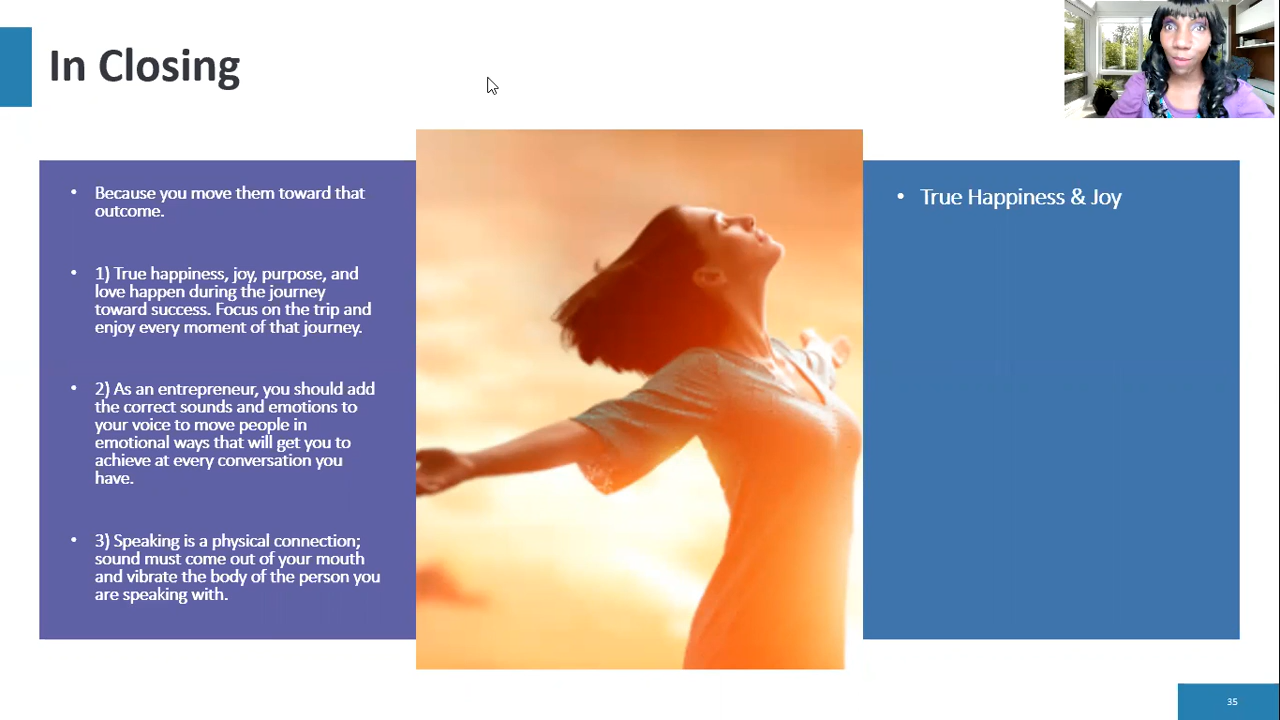 In Closing
• Because you move them toward that
outcome.
• 1) True happiness, joy, purpose, and
love happen during the journey
toward success. Focus on the trip and
enjoy every moment of that journey.
• 2) As an entrepreneur, you should add
the correct sounds and emotions to
your voice to move people in
emotional ways that will get you to
achieve at every conversation you
have.
• 3) Speaking is a physical connection;
sound must come out of your mouth
and vibrate the body of the person you
are speaking with.
• True Happiness & Joy
35